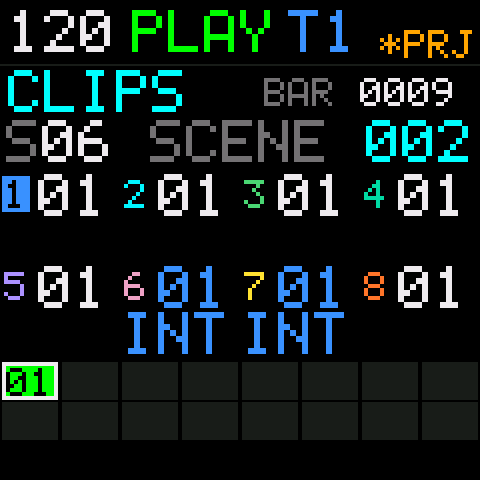 120 PLAY T1 *PRJ
CLIPS BAR 0009
S06 SCENE 002
1 01 2 01 3 01 4 01
5 01 6 01 7 01 8 01
INT INT
01